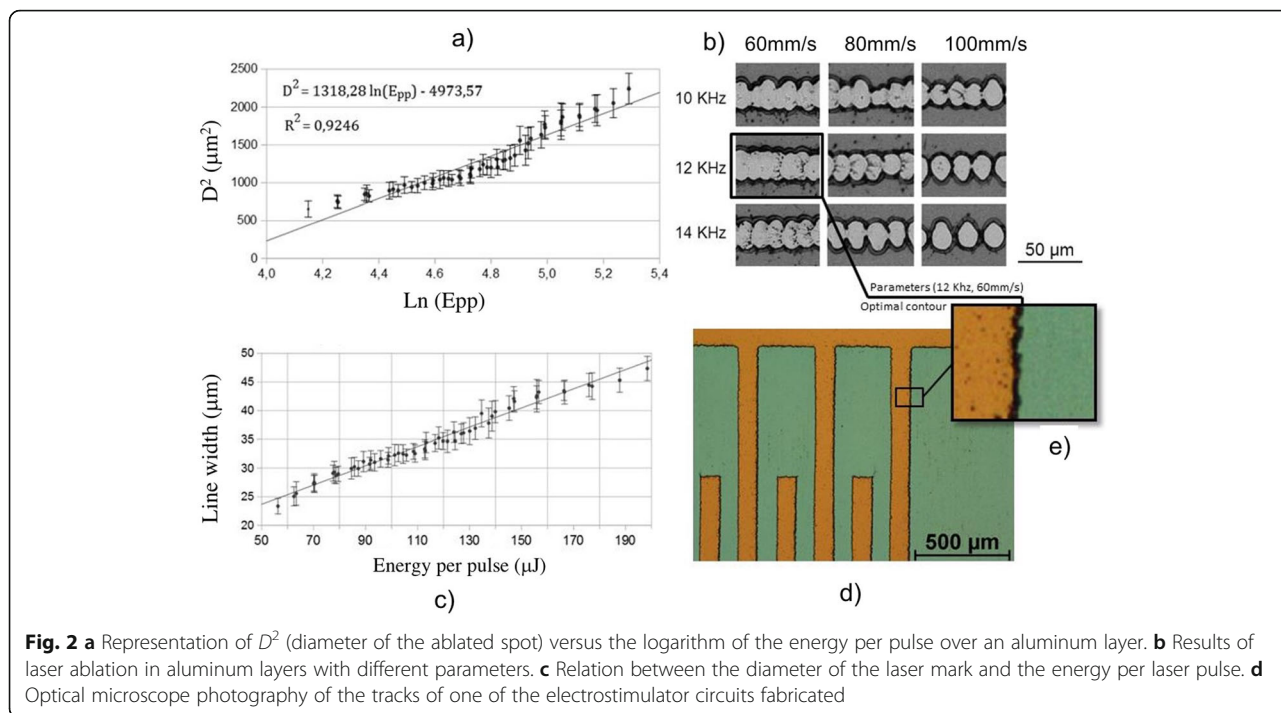 a)
2500
2000
1500
1000
500
0
D² (µm²)
D² = 1318,28 ln(Epp) - 4973,57
R² = 0,9246
4,0 4,2 4,4 4,6 4,8 5,0 5,2 5,4
Ln (Epp)
b)
60mm/s 80mm/s 100mm/s
10 KHz
12 KHz
14 KHz
50 µm
Parameters (12 Khz, 60mm/s)
Optimal contour
50
45
40
35
30
25
20
Line width (µm)
50 70 90 110 130 150 170 190
Energy per pulse (µJ)
c)
500 µm
d)
e)
Fig. 2 a Representation of D² (diameter of the ablated spot) versus the logarithm of the energy per pulse over an aluminum layer. b Results of
laser ablation in aluminum layers with different parameters. c Relation between the diameter of the laser mark and the energy per laser pulse. d
Optical microscope photography of the tracks of one of the electrostimulator circuits fabricated